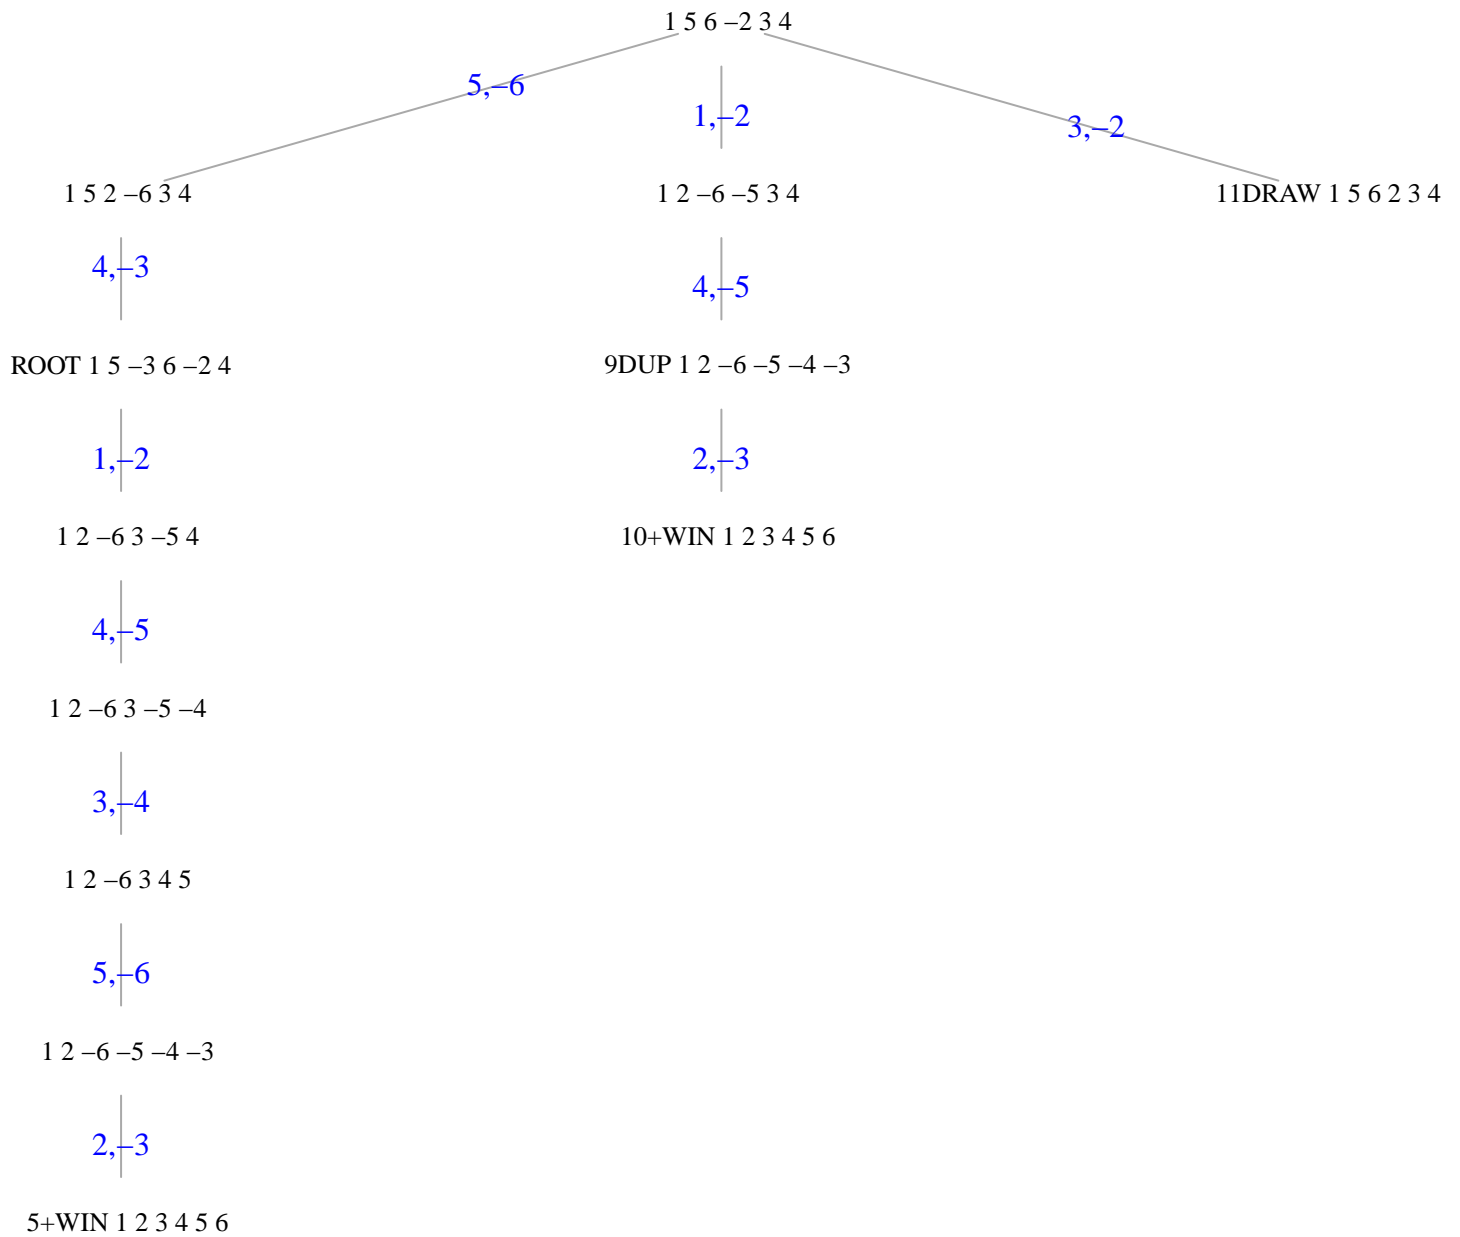 1 5 6 –2 3 4
5,–6
1,–2
3,–2
1 5 2 –6 3 4
1 2 –6 –5 3 4
11DRAW 1 5 6 2 3 4
4,–3
4,–5
ROOT 1 5 –3 6 –2 4
9DUP 1 2 –6 –5 –4 –3
1,–2
2,–3
1 2 –6 3 –5 4
10+WIN 1 2 3 4 5 6
4,–5
1 2 –6 3 –5 –4
3,–4
1 2 –6 3 4 5
5,–6
1 2 –6 –5 –4 –3
2,–3
5+WIN 1 2 3 4 5 6